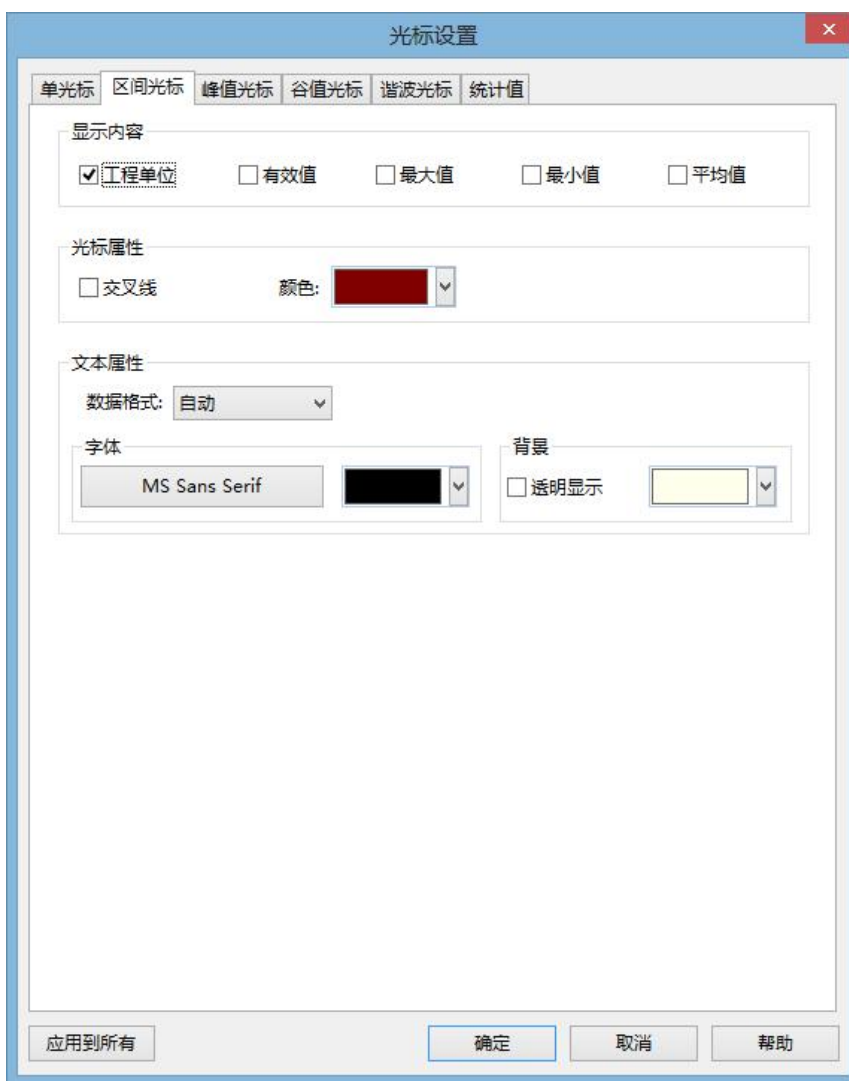 光标设置
单光标 区间光标 峰值光标 谷值光标 谐波光标 统计值
显示内容
工程单位 有效值 最大值 最小值 平均值
光标属性
交叉线 颜色:
文本属性
数据格式: 自动
字体 背景
MS Sans Serif 透明显示
应用到所有 确定 取消 帮助